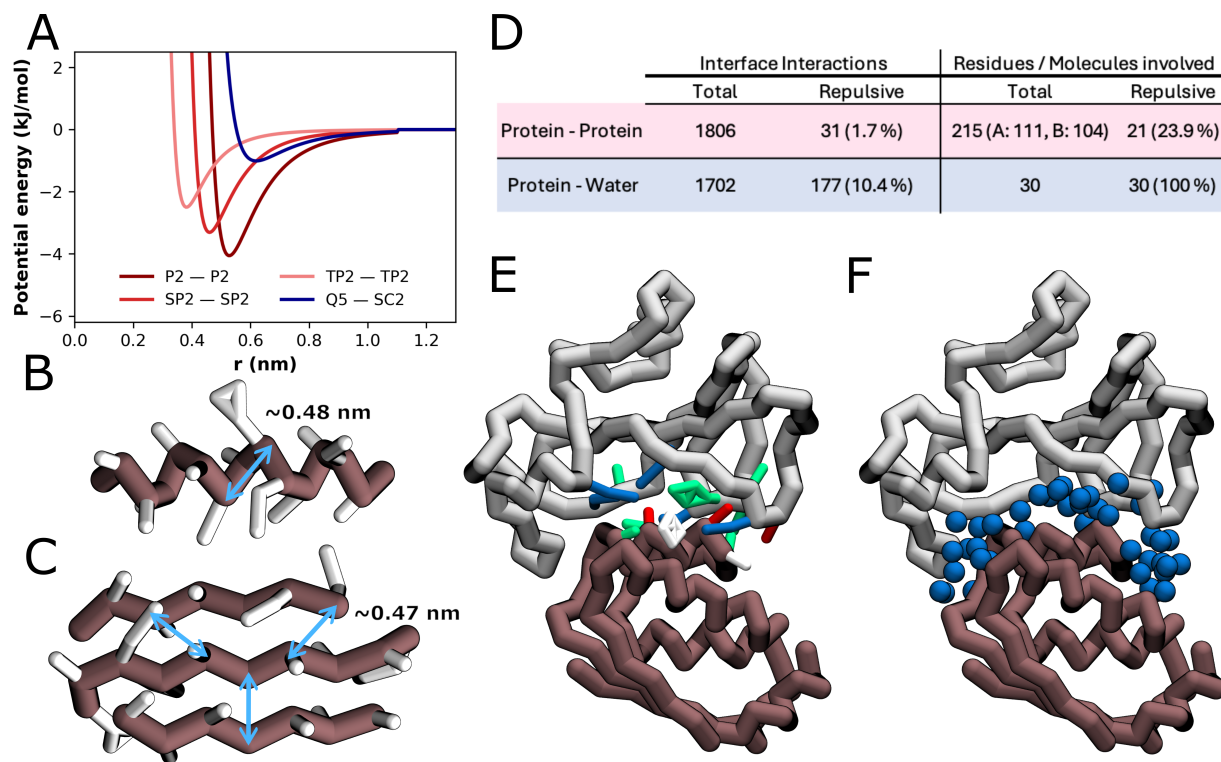 A
Potential energy (kJ/mol)
2
0
−2
−4
−6
0.0 0.2 0.4 0.6 0.8 1.0 1.2
r (nm)
P2 — P2
SP2 — SP2
TP2 — TP2
Q5 — SC2
B
~0.48 nm
C
~0.47 nm
D
Interface Interactions Residues / Molecules involved
Total Repulsive Total Repulsive
Protein - Protein 1806 31 (1.7 %) 215 (A: 111, B: 104) 21 (23.9 %)
Protein - Water 1702 177 (10.4 %) 30 30 (100 %)
E
F